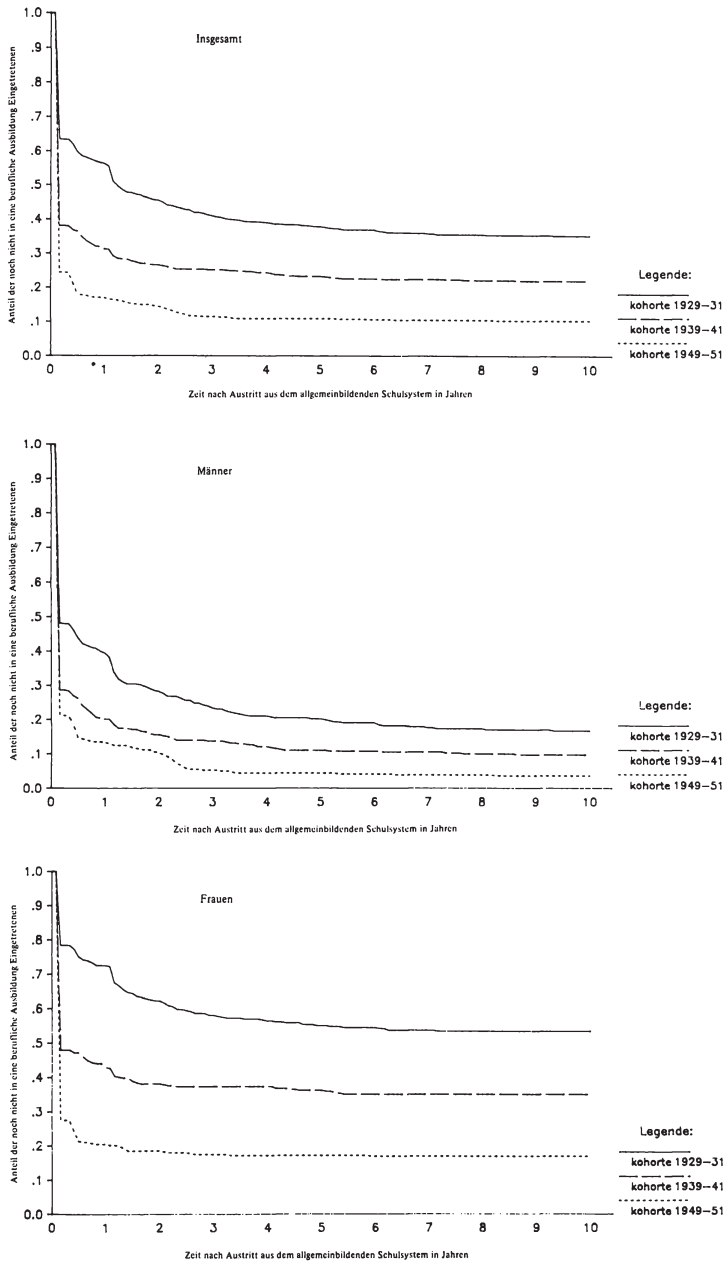 Insgesamt
Anteil der noch nicht in eine berufliche Ausbildung Eingetretenen
1.0
.9
.8
.7
.6
.5
.4
.3
.2
.1
0.0
0 1 2 3 4 5 6 7 8 9 10
Zeit nach Austritt aus dem allgemeinbildenden Schulsystem in Jahren
Legende:
kohorte 1929–31
kohorte 1939–41
kohorte 1949–51
Männer
Anteil der noch nicht in eine berufliche Ausbildung Eingetretenen
1.0
.9
.8
.7
.6
.5
.4
.3
.2
.1
0.0
0 1 2 3 4 5 6 7 8 9 10
Zeit nach Austritt aus dem allgemeinbildenden Schulsystem in Jahren
Legende:
kohorte 1929–31
kohorte 1939–41
kohorte 1949–51
Frauen
Anteil der noch nicht in eine berufliche Ausbildung Eingetretenen
1.0
.9
.8
.7
.6
.5
.4
.3
.2
.1
0.0
0 1 2 3 4 5 6 7 8 9 10
Zeit nach Austritt aus dem allgemeinbildenden Schulsystem in Jahren
Legende:
kohorte 1929–31
kohorte 1939–41
kohorte 1949–51